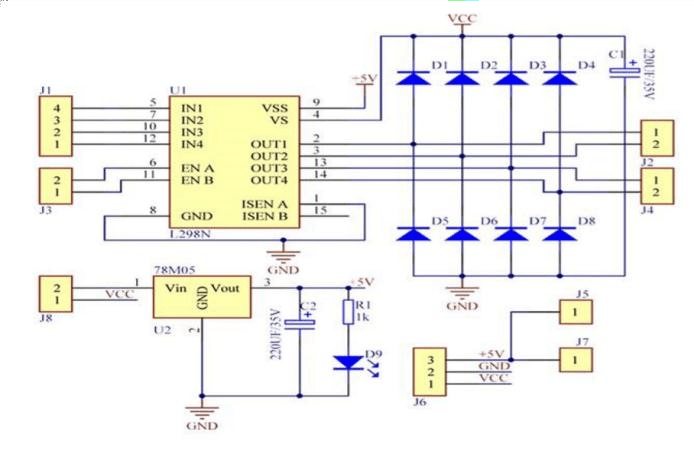 VCC
D1 D2 D3 D4 C1
+
220UF/35V
+5V
J1 U1
4 5 IN1 VSS 9
3 7 IN2 VS 4
2 10 IN3
1 12 IN4 OUT1 2
OUT2 3
2 6 EN A OUT3 13
1 11 EN B OUT4 14
J3
ISEN A 1
8 GND ISEN B 15
L298N
GND
1
2
J2
1
2
J4
D5 D6 D7 D8
GND
78M05
2 1 Vin GND Vout 3 +5V
1 VCC
J8
U2 2
C2
+
220UF/35V
R1
1k
D9
GND
J5
1
J7
3 +5V 1
2 GND
1 VCC
J6